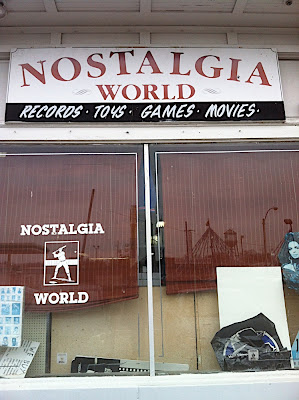 NOSTALGIA
WORLD
RECORDS · TOYS · GAMES · MOVIES ·
NOSTALGIA
WORLD